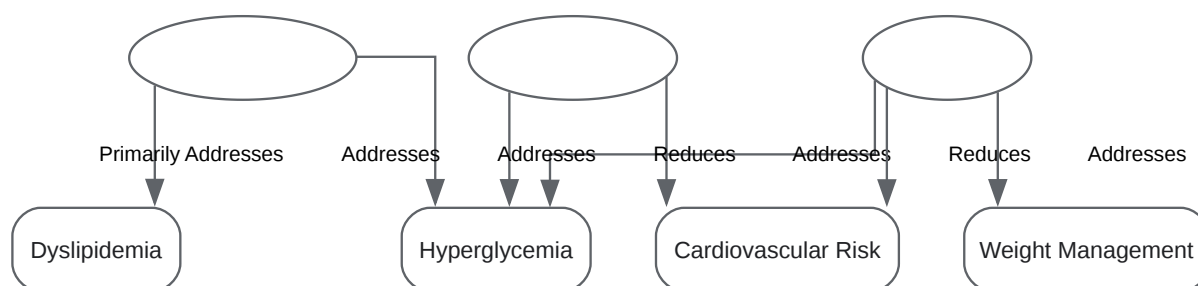 Primarily Addresses
Addresses
Addresses
Reduces
Addresses
Reduces
Addresses
Dyslipidemia
Hyperglycemia
Cardiovascular Risk
Weight Management